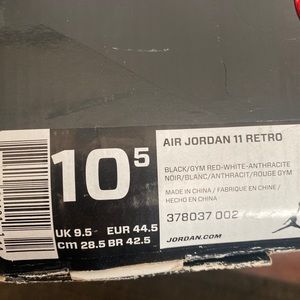 10⁵
UK 9.5 EUR 44.5
cm 28.5 BR 42.5
AIR JORDAN 11 RETRO
BLACK/GYM RED-WHITE-ANTHRACITE
NOIR/BLANC/ANTHRACIT/ROUGE GYM
MADE IN CHINA / FABRIQUE EN CHINE /
HECHO EN CHINA
378037 002
JORDAN.COM